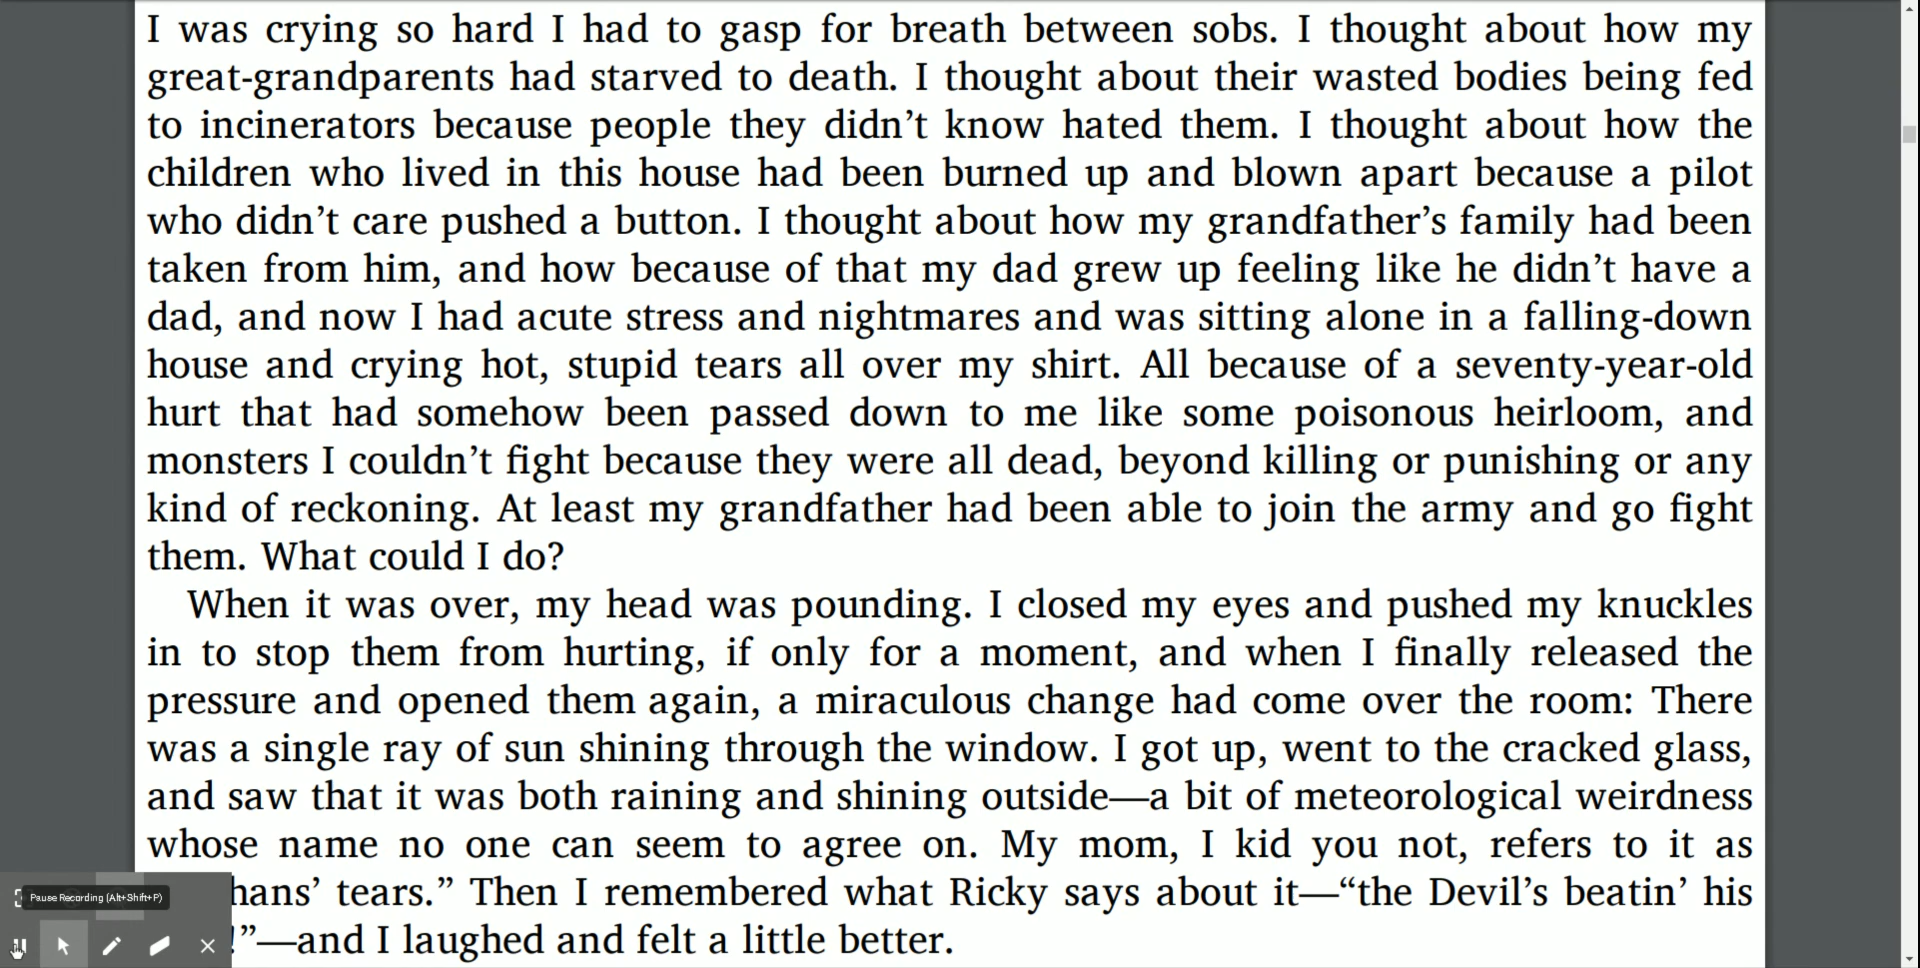 I was crying so hard I had to gasp for breath between sobs. I thought about how my
great-grandparents had starved to death. I thought about their wasted bodies being fed
to incinerators because people they didn’t know hated them. I thought about how the
children who lived in this house had been burned up and blown apart because a pilot
who didn’t care pushed a button. I thought about how my grandfather’s family had been
taken from him, and how because of that my dad grew up feeling like he didn’t have a
dad, and now I had acute stress and nightmares and was sitting alone in a falling-down
house and crying hot, stupid tears all over my shirt. All because of a seventy-year-old
hurt that had somehow been passed down to me like some poisonous heirloom, and
monsters I couldn’t fight because they were all dead, beyond killing or punishing or any
kind of reckoning. At least my grandfather had been able to join the army and go fight
them. What could I do?
When it was over, my head was pounding. I closed my eyes and pushed my knuckles
in to stop them from hurting, if only for a moment, and when I finally released the
pressure and opened them again, a miraculous change had come over the room: There
was a single ray of sun shining through the window. I got up, went to the cracked glass,
and saw that it was both raining and shining outside—a bit of meteorological weirdness
whose name no one can seem to agree on. My mom, I kid you not, refers to it as
hans’ tears.” Then I remembered what Ricky says about it—“the Devil’s beatin’ his
!”—and I laughed and felt a little better.
Pause Recording (Alt+Shift+P)